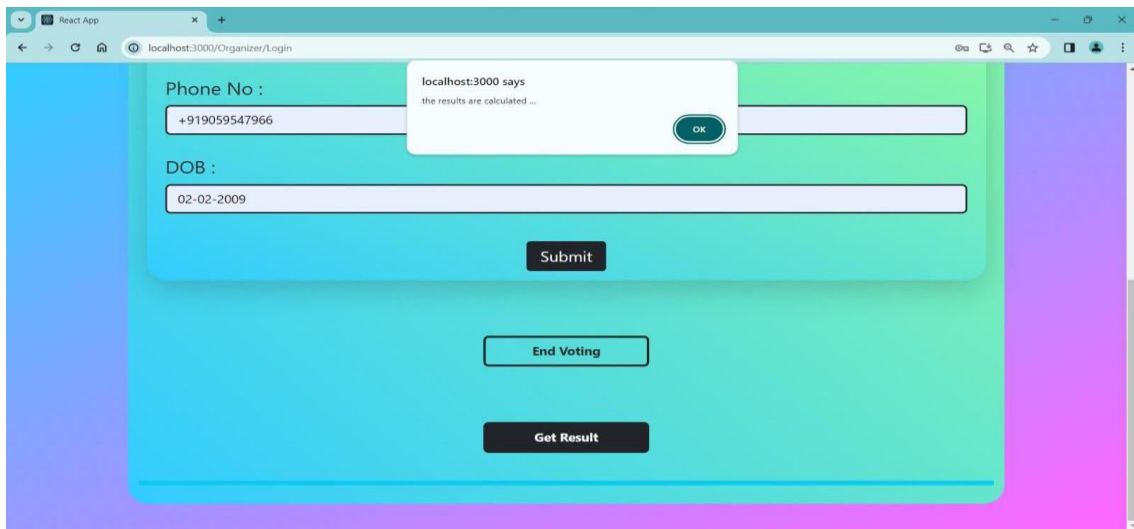 React App
localhost:3000/Organizer/Login
localhost:3000 says
the results are calculated ...
OK
Phone No :
+919059547966
DOB :
02-02-2009
Submit
End Voting
Get Result